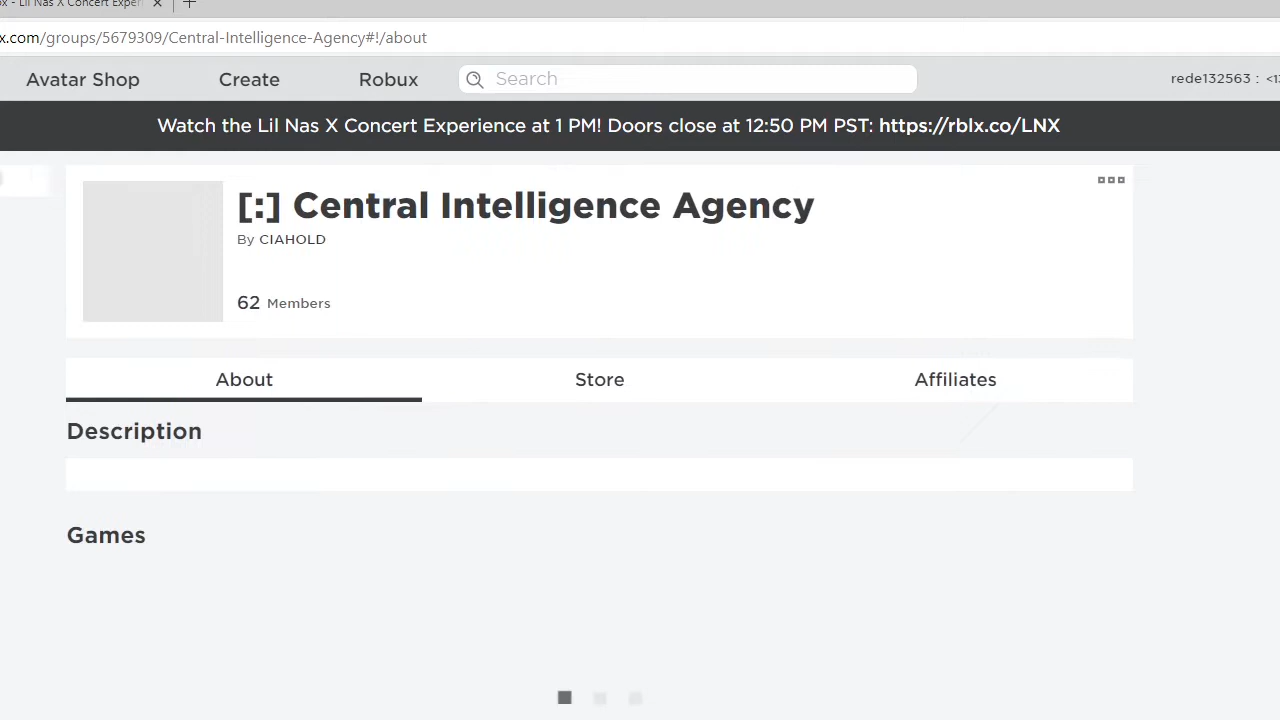 ox - Lil Nas X Concert Exper
x.com/groups/5679309/Central-Intelligence-Agency#!/about
Avatar Shop Create Robux Search rede132563 : <13
Watch the Lil Nas X Concert Experience at 1 PM! Doors close at 12:50 PM PST: https://rblx.co/LNX
[:] Central Intelligence Agency
By CIAHOLD
62 Members
About Store Affiliates
Description
Games